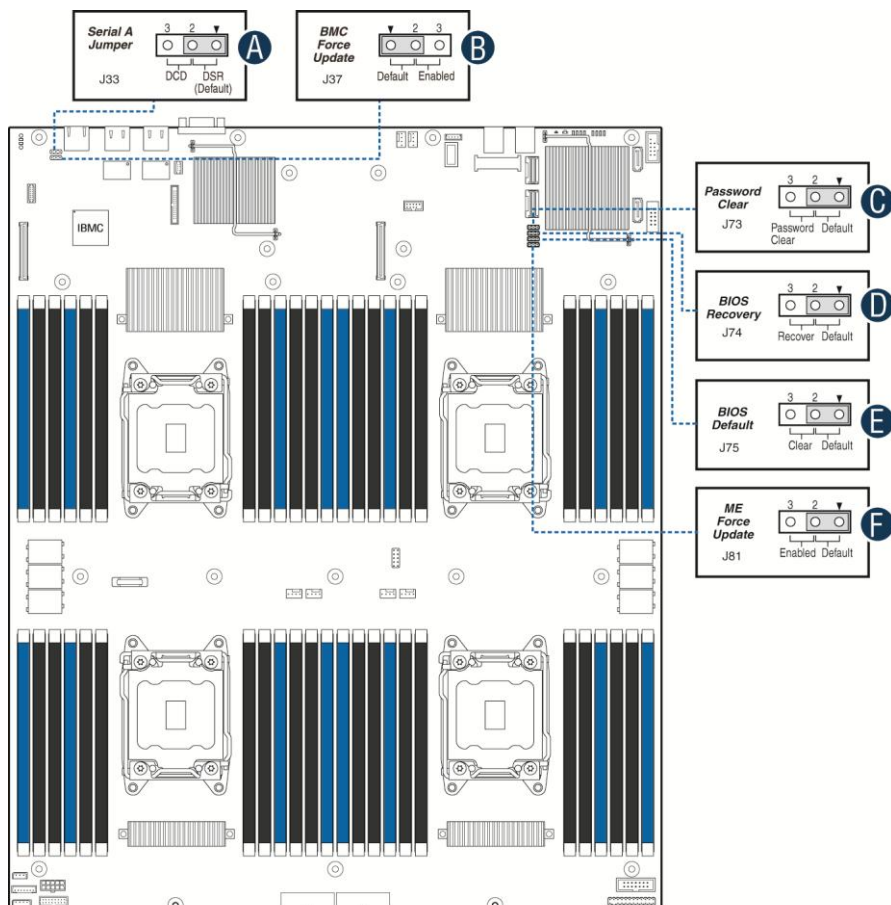 Serial A
Jumper
J33
3 2
DCD DSR
(Default)
A
BMC
Force
Update
J37
2 3
Default Enabled
B
IBMC
Password
Clear
J73
3 2
Password
Clear
Default
C
BIOS
Recovery
J74
3 2
Recover Default
D
BIOS
Default
J75
3 2
Clear Default
E
ME
Force
Update
J81
3 2
Enabled Default
F